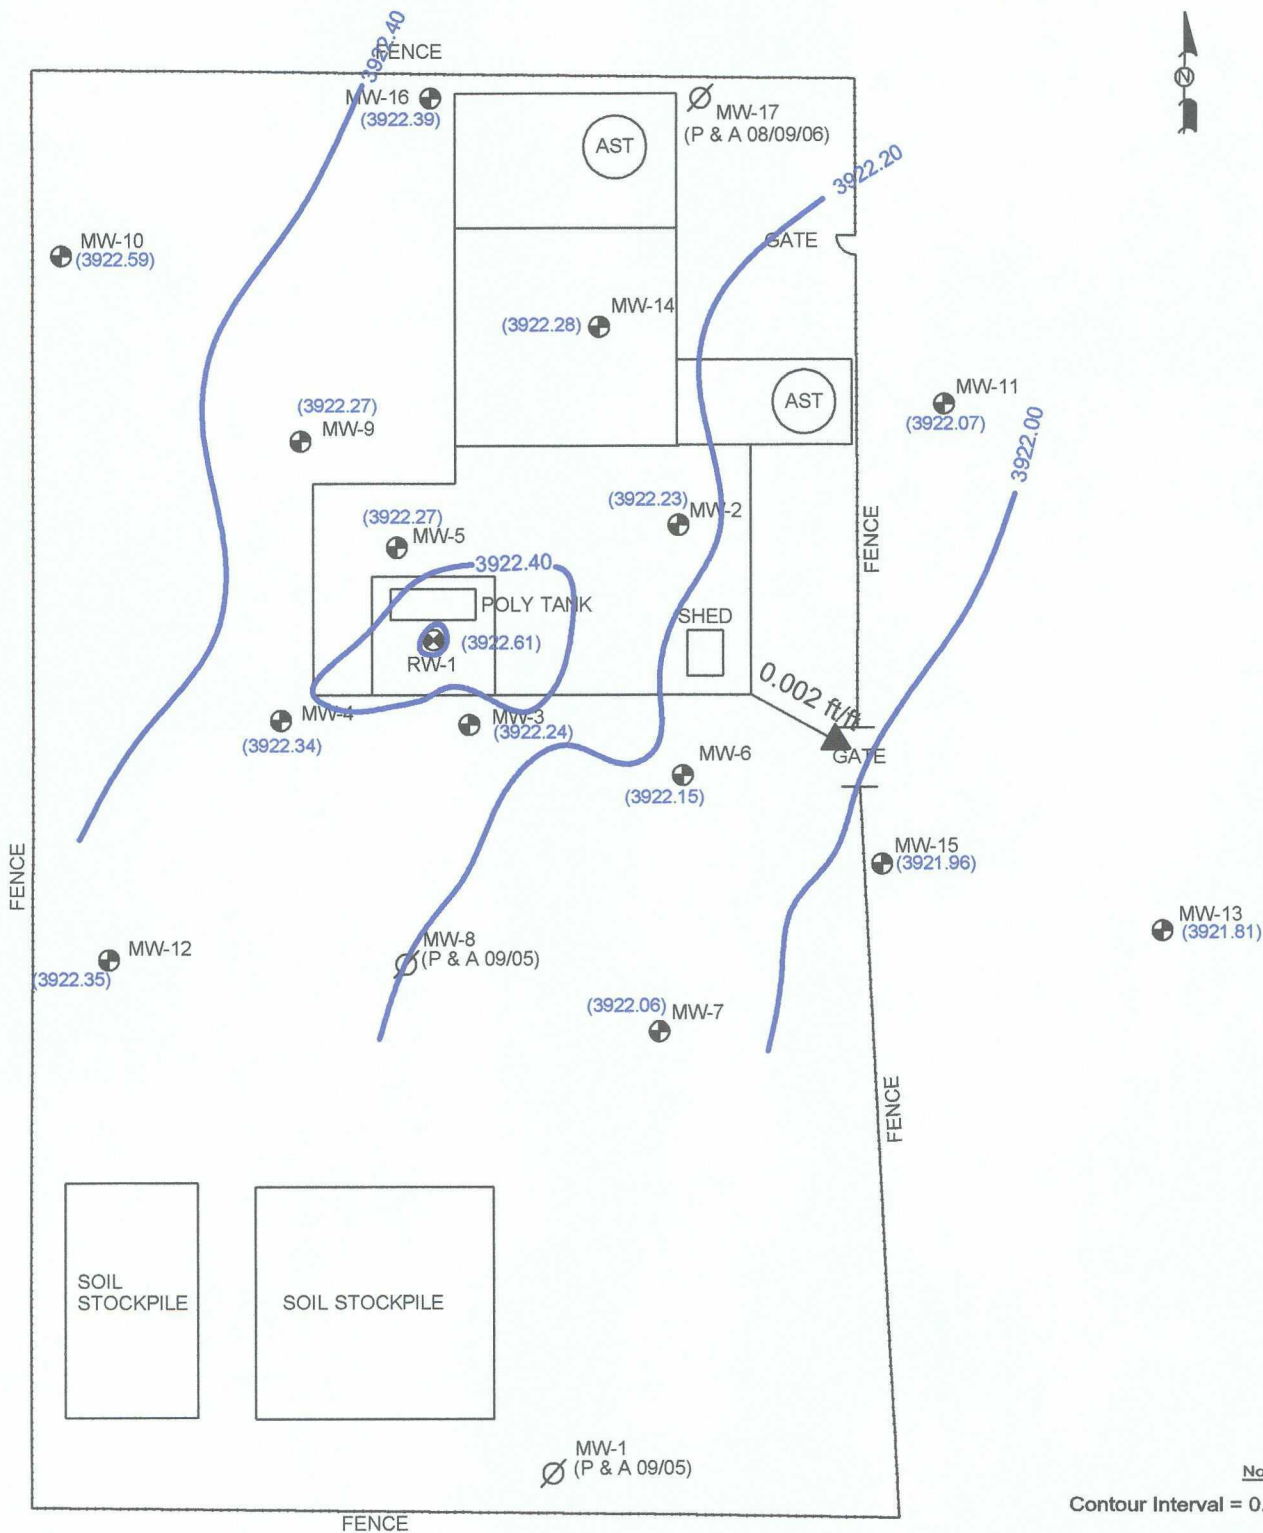 3922.40
FENCE
N
MW-16
(3922.39)
MW-17
(P & A 08/09/06)
AST
3922.20
MW-10
(3922.59)
GATE
MW-14
(3922.28)
AST
MW-11
(3922.07)
(3922.27)
MW-9
3922.00
(3922.23)
MW-2
(3922.27)
MW-5
FENCE
3922.40
POLY TANK
SHED
(3922.61)
RW-1
0.002 ft/ft
MW-4
(3922.34)
MW-3
(3922.24)
MW-6
(3922.15)
GATE
FENCE
MW-15
(3921.96)
MW-12
(3922.35)
MW-8
(P & A 09/05)
MW-13
(3921.81)
(3922.06)
MW-7
FENCE
SOIL
STOCKPILE
SOIL STOCKPILE
MW-1
(P & A 09/05)
Contour Interval = 0.
FENCE